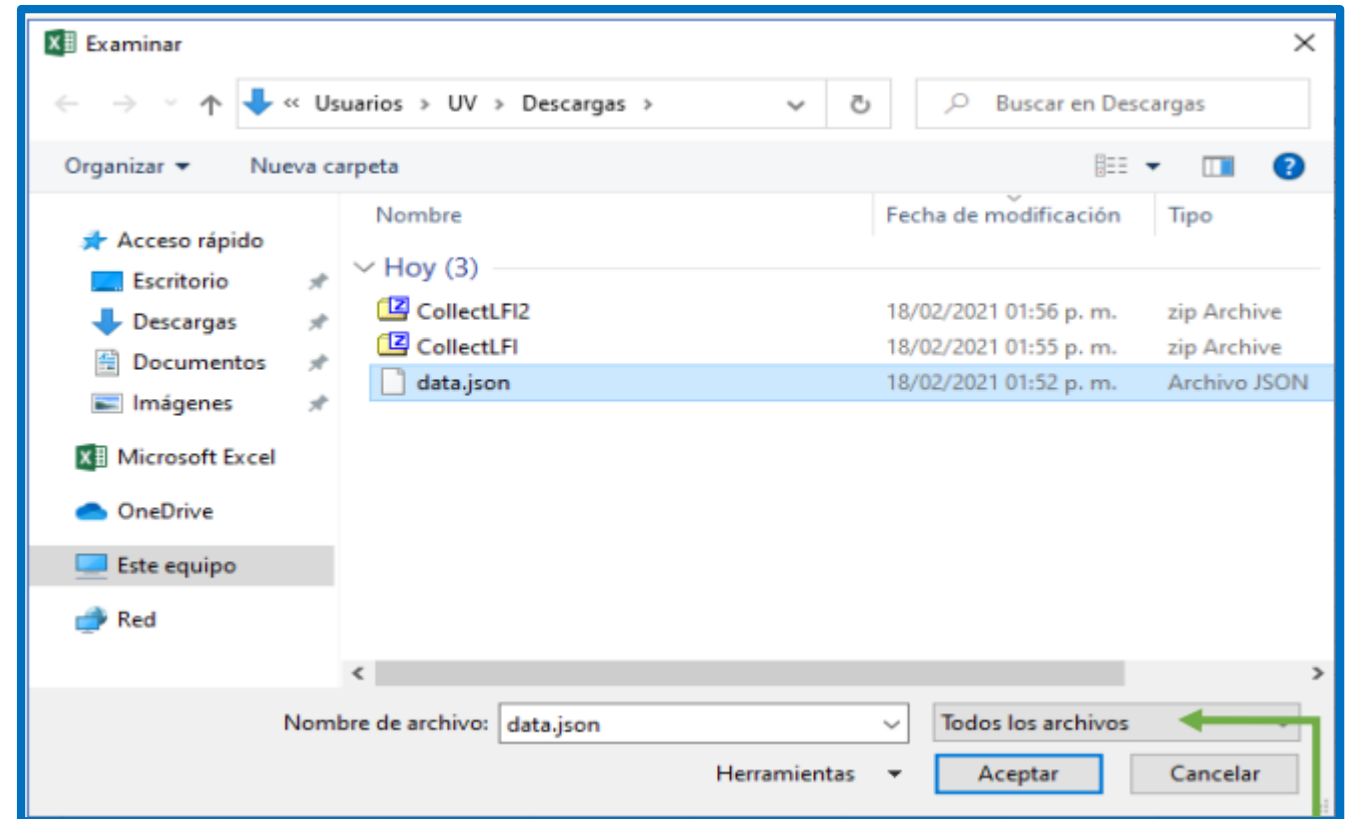 Examinar
« Usuarios › UV › Descargas ›
Buscar en Descargas
Organizar
Nueva carpeta
Nombre
Fecha de modificación
Tipo
Acceso rápido
Escritorio
Descargas
Documentos
Imágenes
Microsoft Excel
OneDrive
Este equipo
Red
Hoy (3)
CollectLFI2 18/02/2021 01:56 p. m. zip Archive
CollectLFI 18/02/2021 01:55 p. m. zip Archive
data.json 18/02/2021 01:52 p. m. Archivo JSON
Nombre de archivo: data.json
Todos los archivos
Herramientas
Aceptar
Cancelar